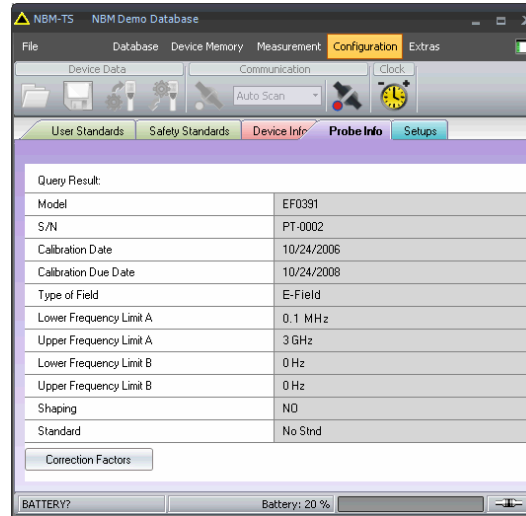 NBM-TS NBM Demo Database
File Database Device Memory Measurement Configuration Extras
Device Data Communication Clock
Auto Scan
User Standards Safety Standards Device Info Probe Info Setups
Query Result:
Model EF0391
S/N PT-0002
Calibration Date 10/24/2006
Calibration Due Date 10/24/2008
Type of Field E-Field
Lower Frequency Limit A 0.1 MHz
Upper Frequency Limit A 3 GHz
Lower Frequency Limit B 0 Hz
Upper Frequency Limit B 0 Hz
Shaping NO
Standard No Stnd
Correction Factors
BATTERY? Battery: 20 %